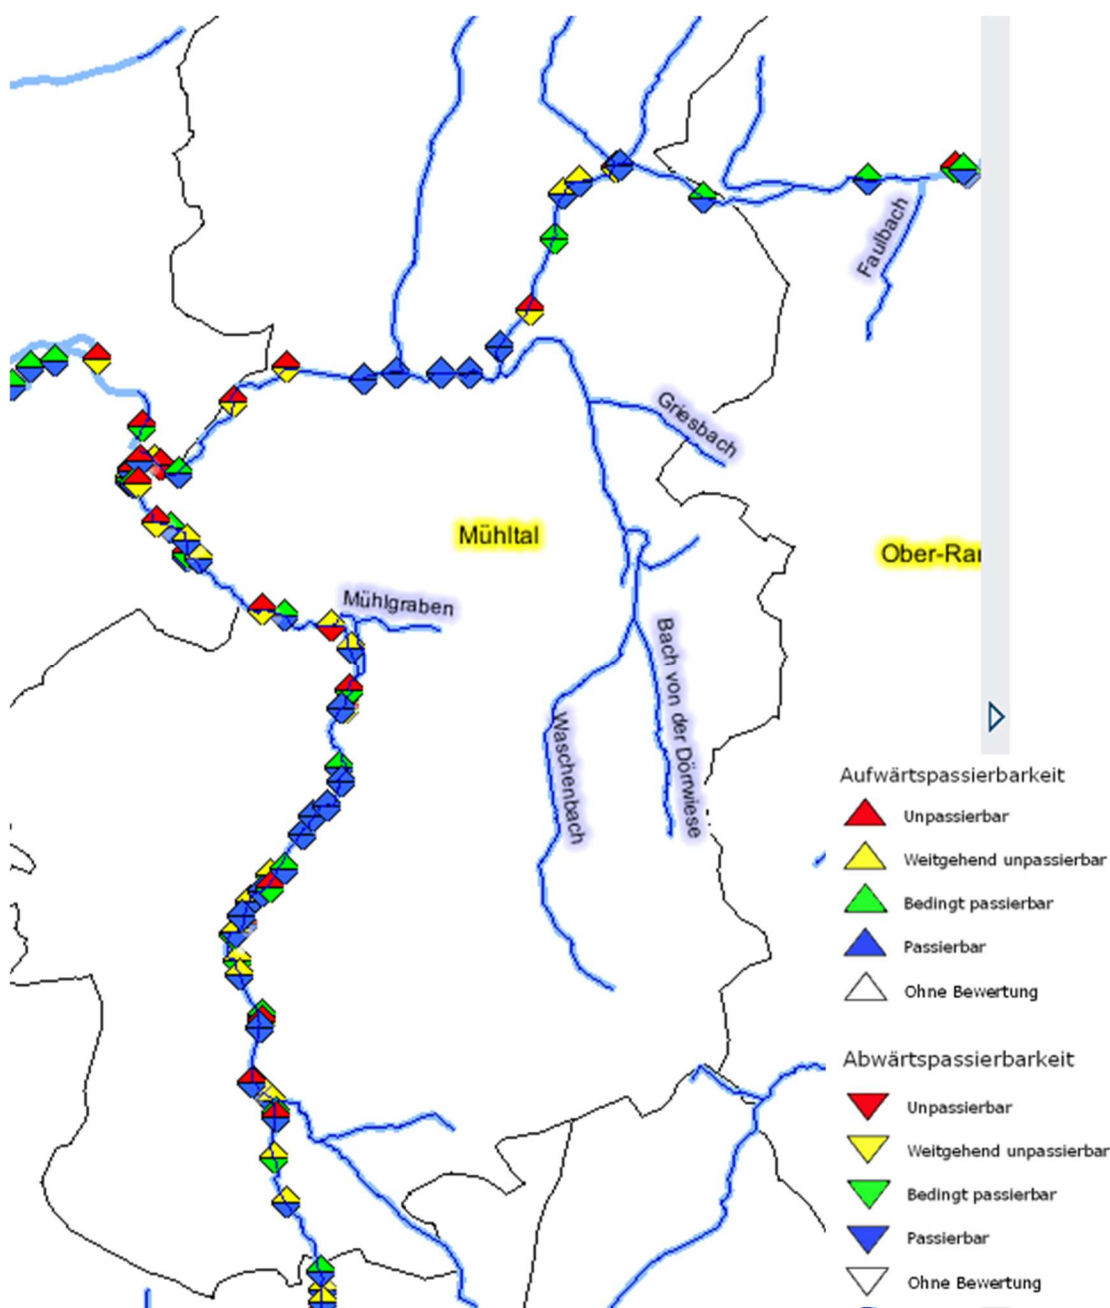 Faulbach
Griesbach
Mühltal
Ober-Ra
Mühlgraben
Bach von der Dörrwiese
Waschenbach
Aufwärtspassierbarkeit
Unpassierbar
Weitgehend unpassierbar
Bedingt passierbar
Passierbar
Ohne Bewertung
Abwärtspassierbarkeit
Unpassierbar
Weitgehend unpassierbar
Bedingt passierbar
Passierbar
Ohne Bewertung